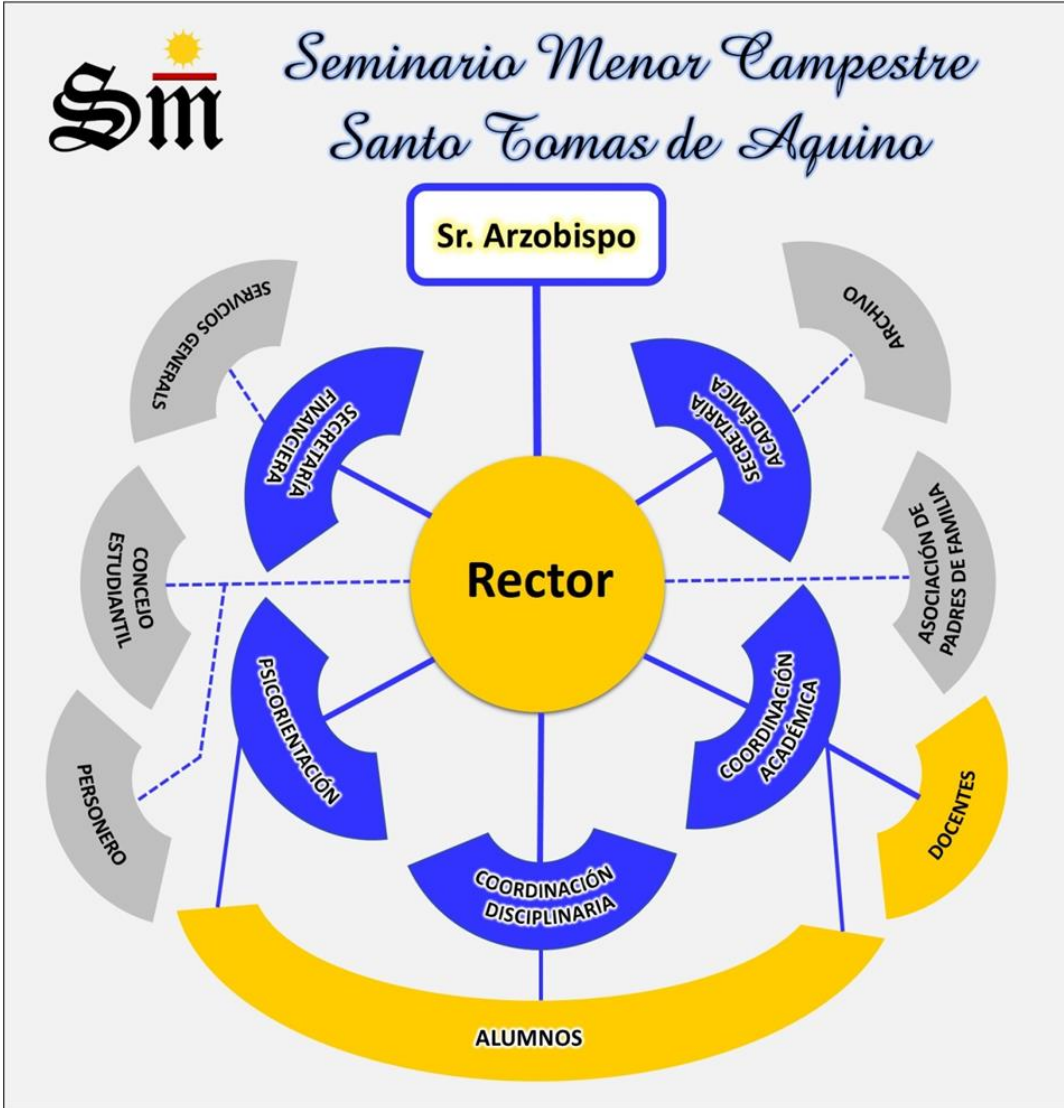 Sm
Seminario Menor Campestre
Santo Tomas de Aquino
Sr. Arzobispo
SERVICIOS GENERALS
ARCHIVO
SECRETARÍA
FINANCIERA
SECRETARÍA
ACADÉMICA
CONCEJO
ESTUDIANTIL
Rector
ASOCIACIÓN DE
PADRES DE FAMILIA
PSICORIENTACIÓN
COORDINACIÓN
ACADÉMICA
PERSONERO
DOCENTES
COORDINACIÓN
DISCIPLINARIA
ALUMNOS